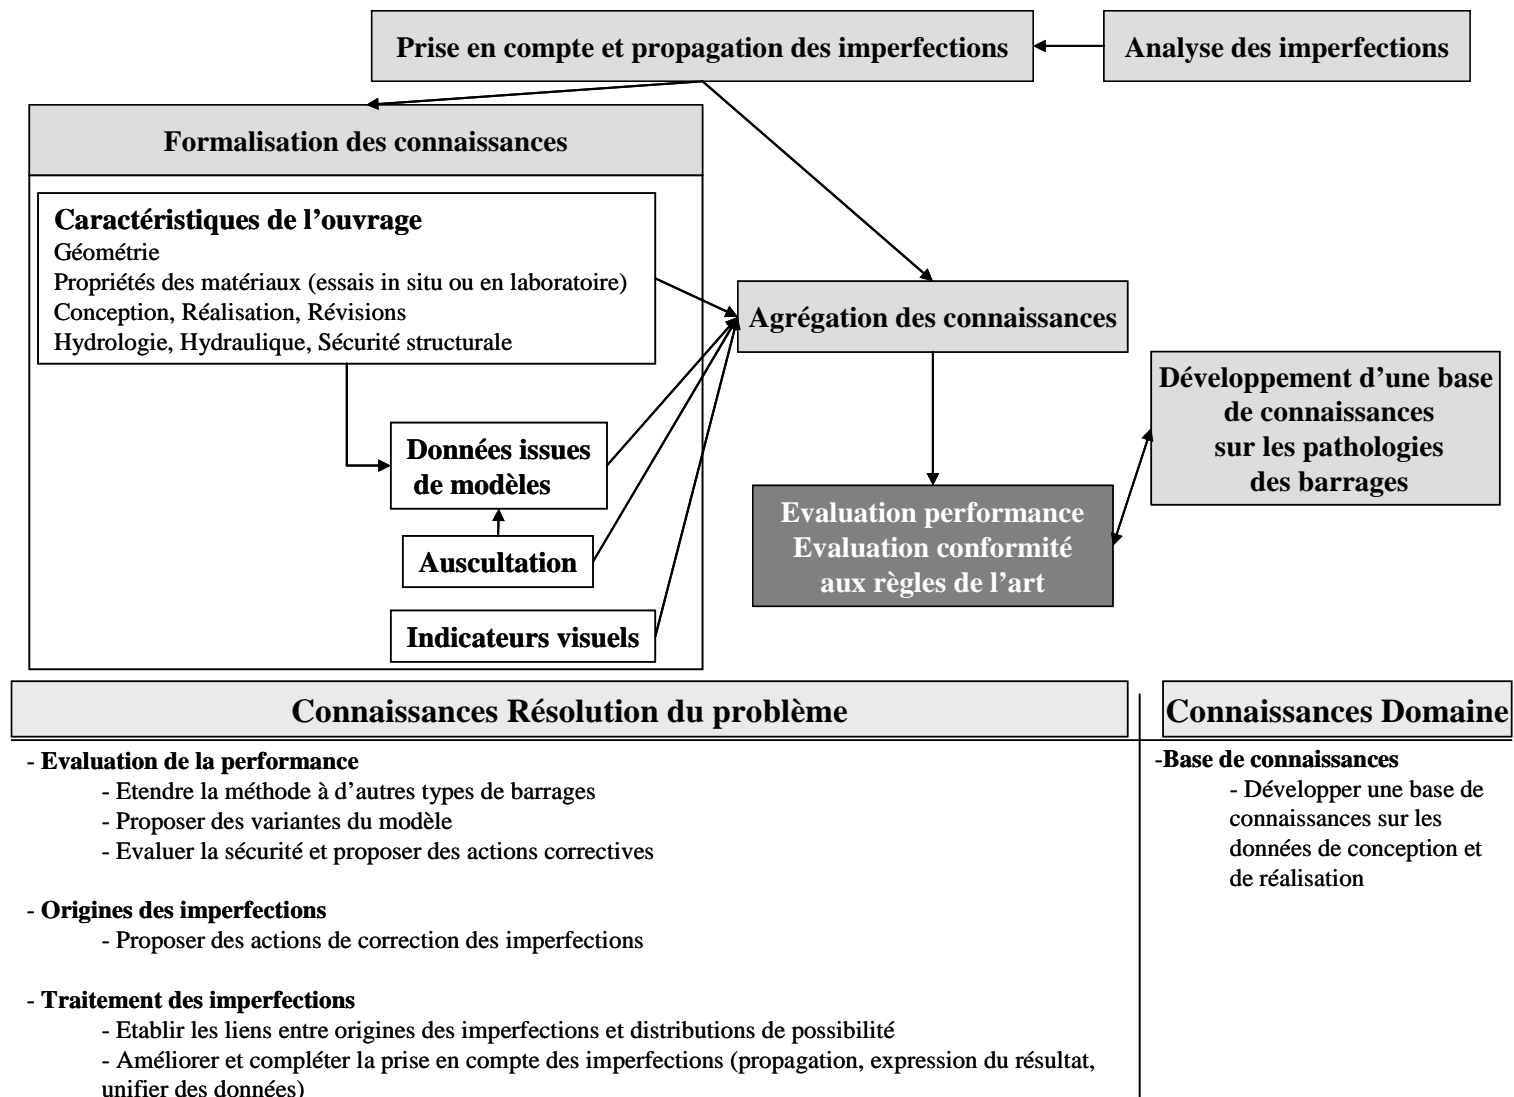 Prise en compte et propagation des imperfections
Analyse des imperfections
Formalisation des connaissances
Caractéristiques de l’ouvrage
Géométrie
Propriétés des matériaux (essais in situ ou en laboratoire)
Conception, Réalisation, Révisions
Hydrologie, Hydraulique, Sécurité structurale
Agrégation des connaissances
Développement d’une base
de connaissances
sur les pathologies
des barrages
Données issues
de modèles
Evaluation performance
Evaluation conformité
aux règles de l’art
Auscultation
Indicateurs visuels
Connaissances Résolution du problème
- Evaluation de la performance
- Etendre la méthode à d’autres types de barrages
- Proposer des variantes du modèle
- Evaluer la sécurité et proposer des actions correctives
- Origines des imperfections
- Proposer des actions de correction des imperfections
- Traitement des imperfections
- Etablir les liens entre origines des imperfections et distributions de possibilité
- Améliorer et compléter la prise en compte des imperfections (propagation, expression du résultat,
unifier des données)
Connaissances Domaine
-Base de connaissances
- Développer une base de
connaissances sur les
données de conception et
de réalisation